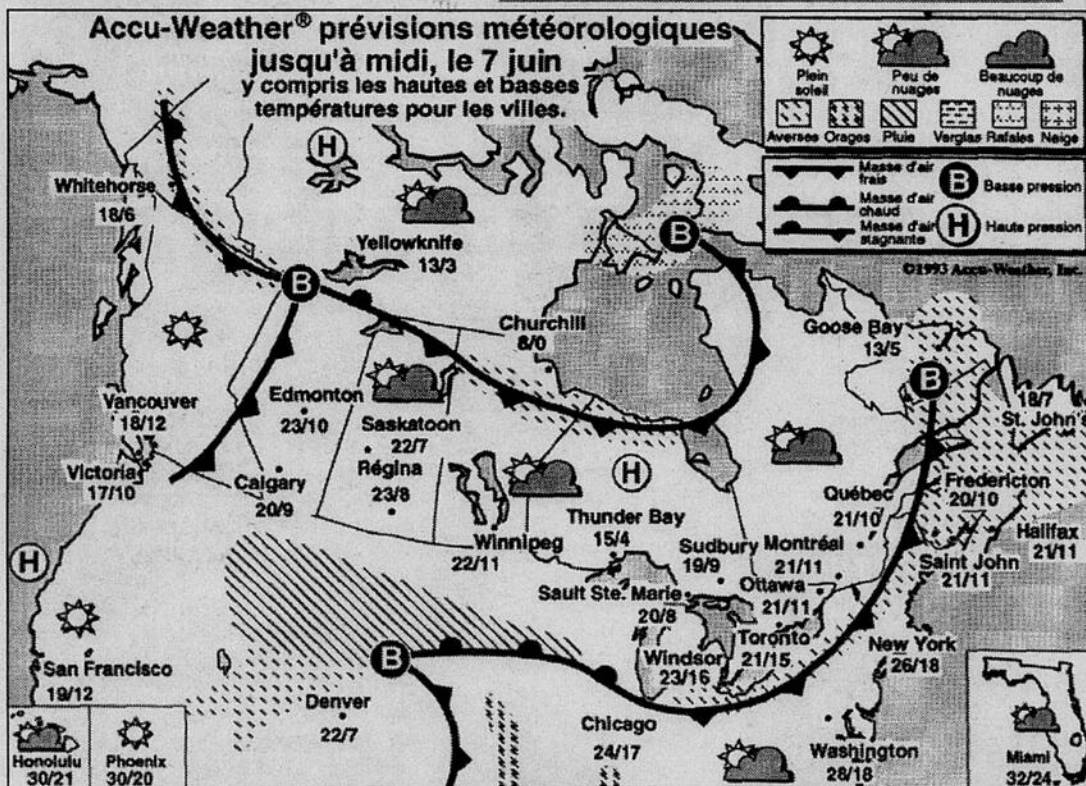 Accu-Weather® prévisions météorologiques
jusqu'à midi, le 7 juin
y compris les hautes et basses
températures pour les villes.
Plein
soleil
Peu de
nuages
Beaucoup de
nuages
Averses Orages Pluie Verglas Rafales Neige
Masse d'air
frais
Masse d'air
chaud
Masse d'air
stagnante
B Basse pression
H Haute pression
©1993 Accu-Weather, Inc.
H
Whitehorse
18/6
Yellowknife
13/3
B
B
Churchill
8/0
Goose Bay
13/5
B
18/7
St. John's
Vancouver
18/12
Edmonton
23/10
Saskatoon
22/7
Victoria
17/10
Calgary
20/9
Régina
23/8
H
Winnipeg
22/11
Thunder Bay
15/4
Sudbury
19/9
Montréal
21/11
Québec
21/10
Fredericton
20/10
Halifax
21/11
Saint John
21/11
Sault Ste. Marie
20/8
Ottawa
21/11
Toronto
21/15
Windsor
23/16
New York
26/18
H
San Francisco
19/12
B
Denver
22/7
Chicago
24/17
Washington
28/18
Honolulu
30/21
Phoenix
30/20
Miami
32/24